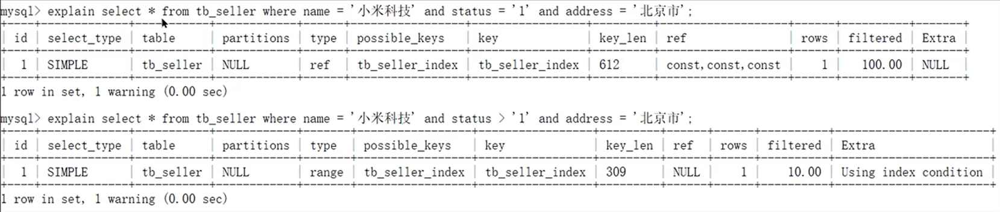 mysql> explain select * from tb_seller where name = '小米科技' and status = '1' and address = '北京市';
| id | select_type | table | partitions | type | possible_keys | key | key_len | ref | rows | filtered | Extra |
| 1 | SIMPLE | tb_seller | NULL | ref | tb_seller_index | tb_seller_index | 612 | const,const,const | 1 | 100.00 | NULL |
1 row in set, 1 warning (0.00 sec)
mysql> explain select * from tb_seller where name = '小米科技' and status > '1' and address = '北京市';
| id | select_type | table | partitions | type | possible_keys | key | key_len | ref | rows | filtered | Extra |
| 1 | SIMPLE | tb_seller | NULL | range | tb_seller_index | tb_seller_index | 309 | NULL | 1 | 10.00 | Using index condition |
1 row in set, 1 warning (0.00 sec)